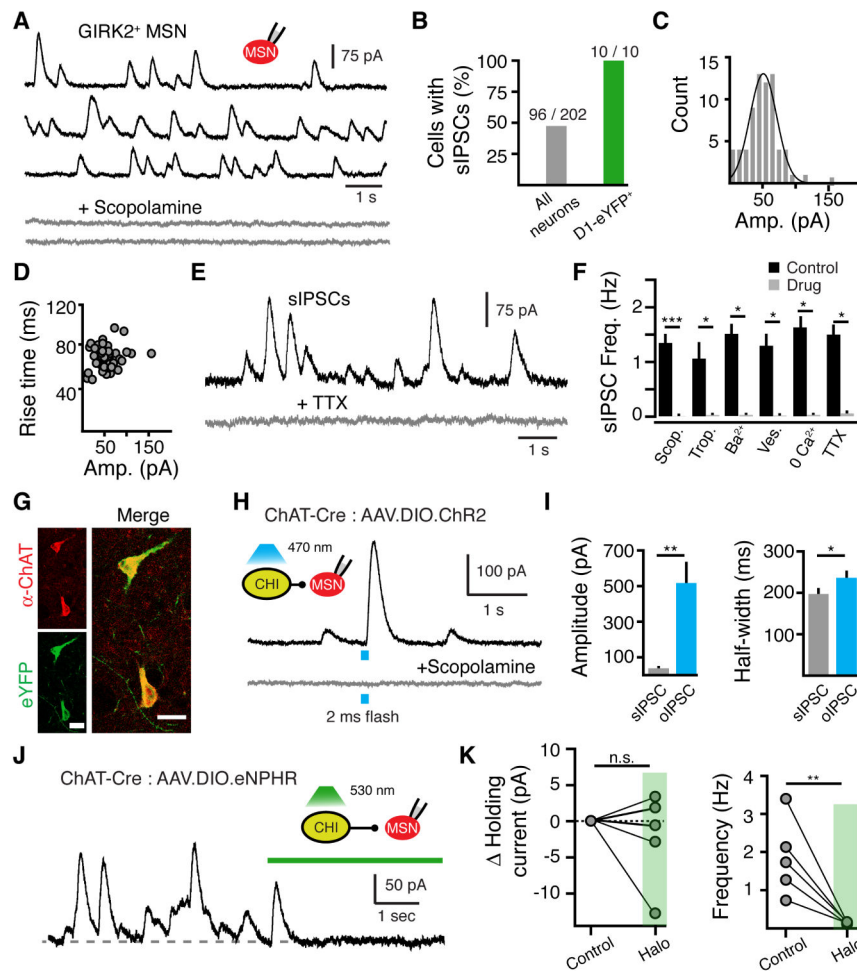 A
GIRK2⁺ MSN
MSN
75 pA
1 s
+ Scopolamine
B
Cells with
sIPSCs (%)
100
75
50
25
0
96 / 202
10 / 10
All
neurons
D1-eYFP⁺
C
Count
15
10
5
50
150
Amp. (pA)
D
Rise time (ms)
120
80
40
50
150
Amp. (pA)
E
sIPSCs
75 pA
+ TTX
1 s
F
Control
Drug
sIPSC Freq. (Hz)
2
1
0
***
*
*
*
*
*
Scop.
Trop.
Ba²⁺
Ves.
0 Ca²⁺
TTX
G
Merge
α-ChAT
eYFP
H
ChAT-Cre : AAV.DIO.ChR2
470 nm
CHI
MSN
100 pA
1 s
+Scopolamine
2 ms flash
I
Amplitude (pA)
700
500
300
100
**
sIPSC
oIPSC
Half-width (ms)
300
200
100
*
sIPSC
oIPSC
J
ChAT-Cre : AAV.DIO.eNPHR
530 nm
CHI
MSN
50 pA
1 sec
K
Δ Holding
current (pA)
10
5
0
-5
-10
n.s.
Control
Halo
Frequency (Hz)
4
3
2
1
**
Control
Halo